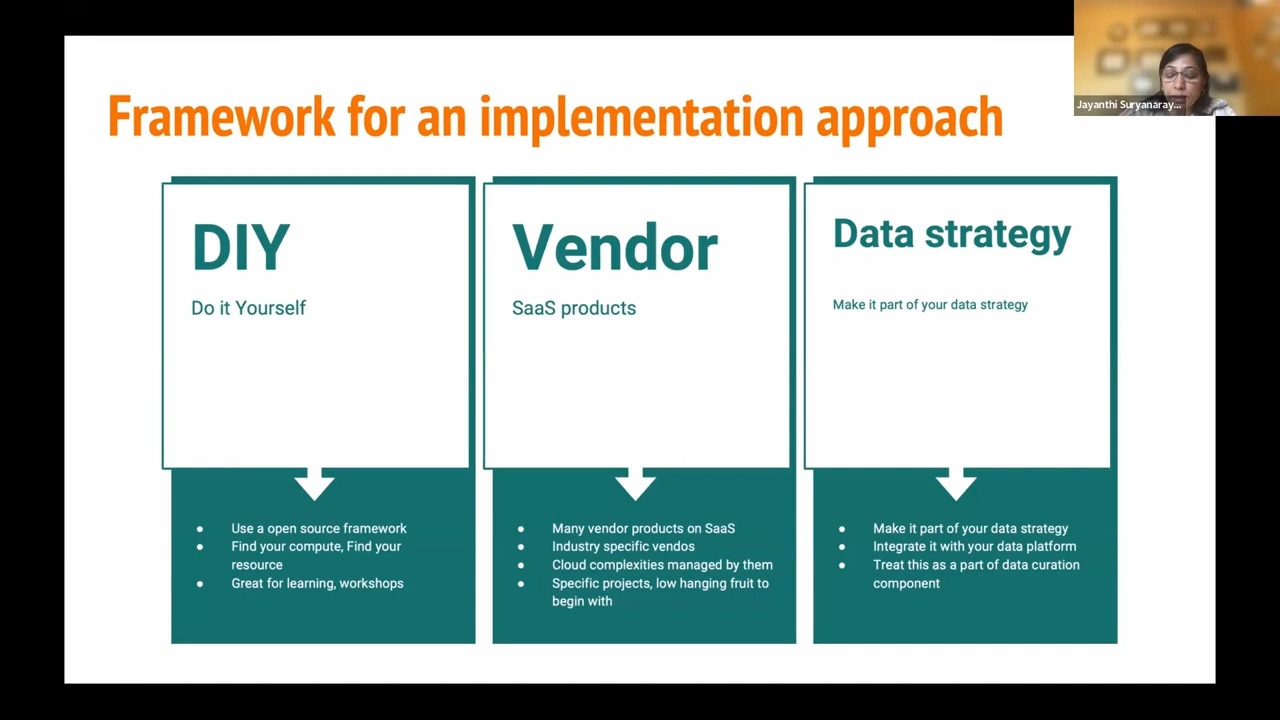 Framework for an implementation approach
Jayanthi Suryanaray...
DIY
Do it Yourself
• Use a open source framework
• Find your compute, Find your
resource
• Great for learning, workshops
Vendor
SaaS products
• Many vendor products on SaaS
• Industry specific vendos
• Cloud complexities managed by them
• Specific projects, low hanging fruit to
begin with
Data strategy
Make it part of your data strategy
• Make it part of your data strategy
• Integrate it with your data platform
• Treat this as a part of data curation
component